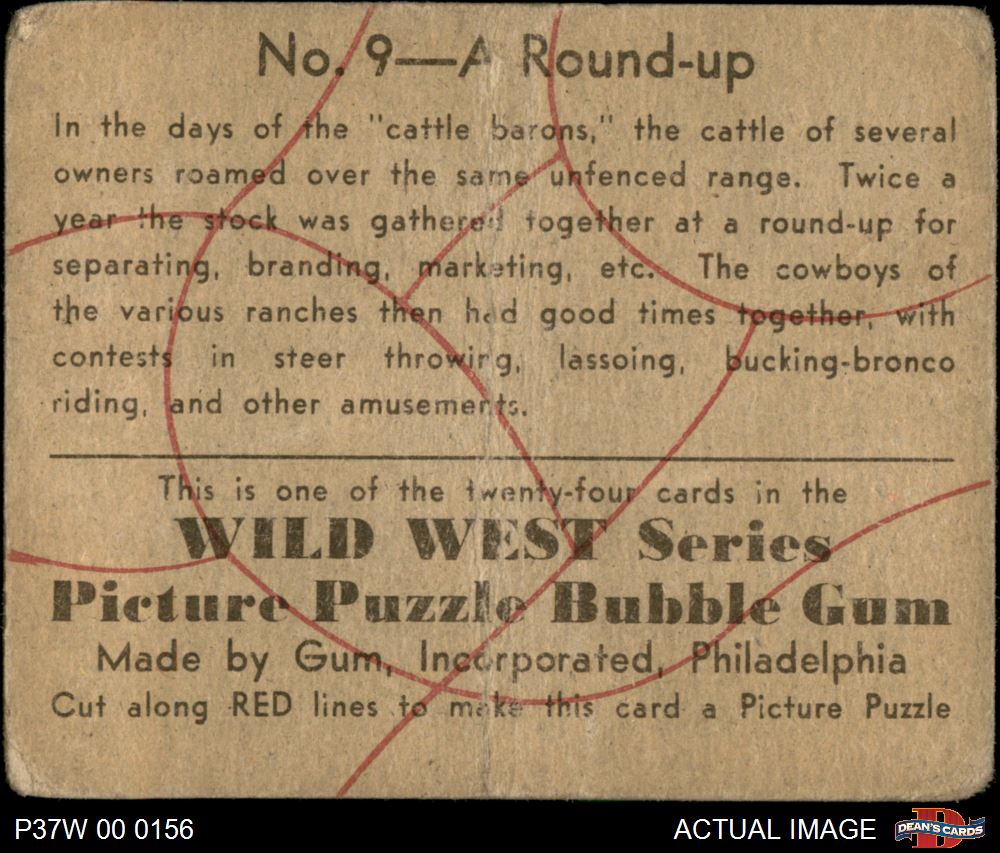 No. 9—A Round-up
In the days of the "cattle barons," the cattle of several
owners roamed over the same unfenced range. Twice a
year the stock was gathered together at a round-up for
separating, branding, marketing, etc. The cowboys of
the various ranches then had good times together, with
contests in steer throwing, lassoing, bucking-bronco
riding, and other amusements.
This is one of the twenty-four cards in the
WILD WEST Series
Picture Puzzle Bubble Gum
Made by Gum, Incorporated, Philadelphia
Cut along RED lines to make this card a Picture Puzzle
P37W 00 0156
ACTUAL IMAGE
D
DEAN'S CARDS